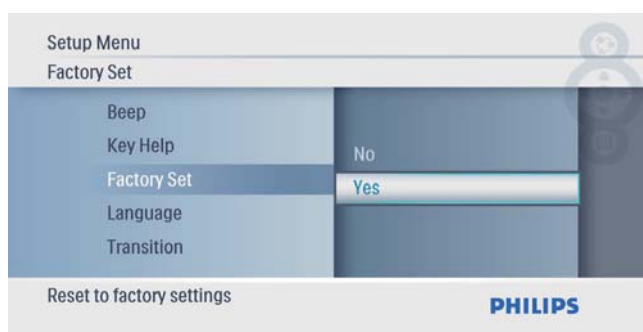 Setup Menu
Factory Set
Beep
Key Help
Factory Set
Language
Transition
No
Yes
Reset to factory settings
PHILIPS